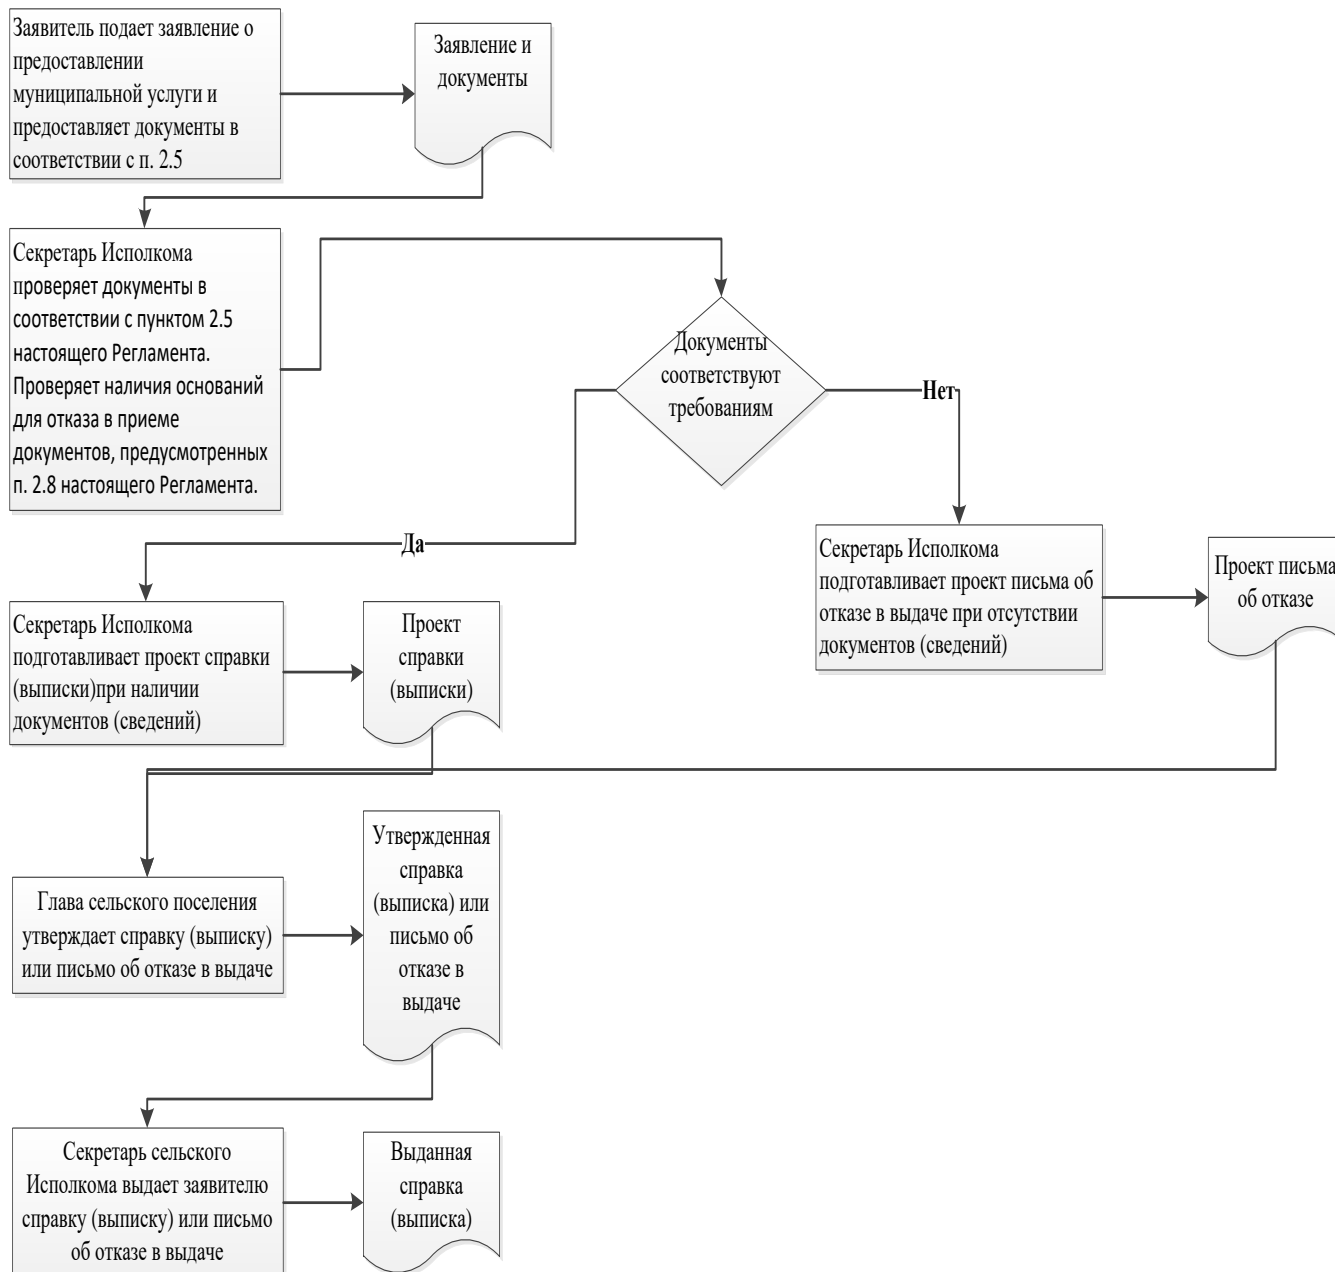 Заявитель подает заявление о
предоставлении
муниципальной услуги и
предоставляет документы в
соответствии с п. 2.5
Заявление и
документы
Секретарь Исполкома
проверяет документы в
соответствии с пунктом 2.5
настоящего Регламента.
Проверяет наличия оснований
для отказа в приеме
документов, предусмотренных
п. 2.8 настоящего Регламента.
Документы
соответствуют
требованиям
Нет
Да
Секретарь Исполкома
подготавливает проект письма об
отказе в выдаче при отсутствии
документов (сведений)
Проект письма
об отказе
Секретарь Исполкома
подготавливает проект справки
(выписки)при наличии
документов (сведений)
Проект
справки
(выписки)
Глава сельского поселения
утверждает справку (выписку)
или письмо об отказе в выдаче
Утвержденная
справка
(выписка) или
письмо об
отказе в
выдаче
Секретарь сельского
Исполкома выдает заявителю
справку (выписку) или письмо
об отказе в выдаче
Выданная
справка
(выписка)